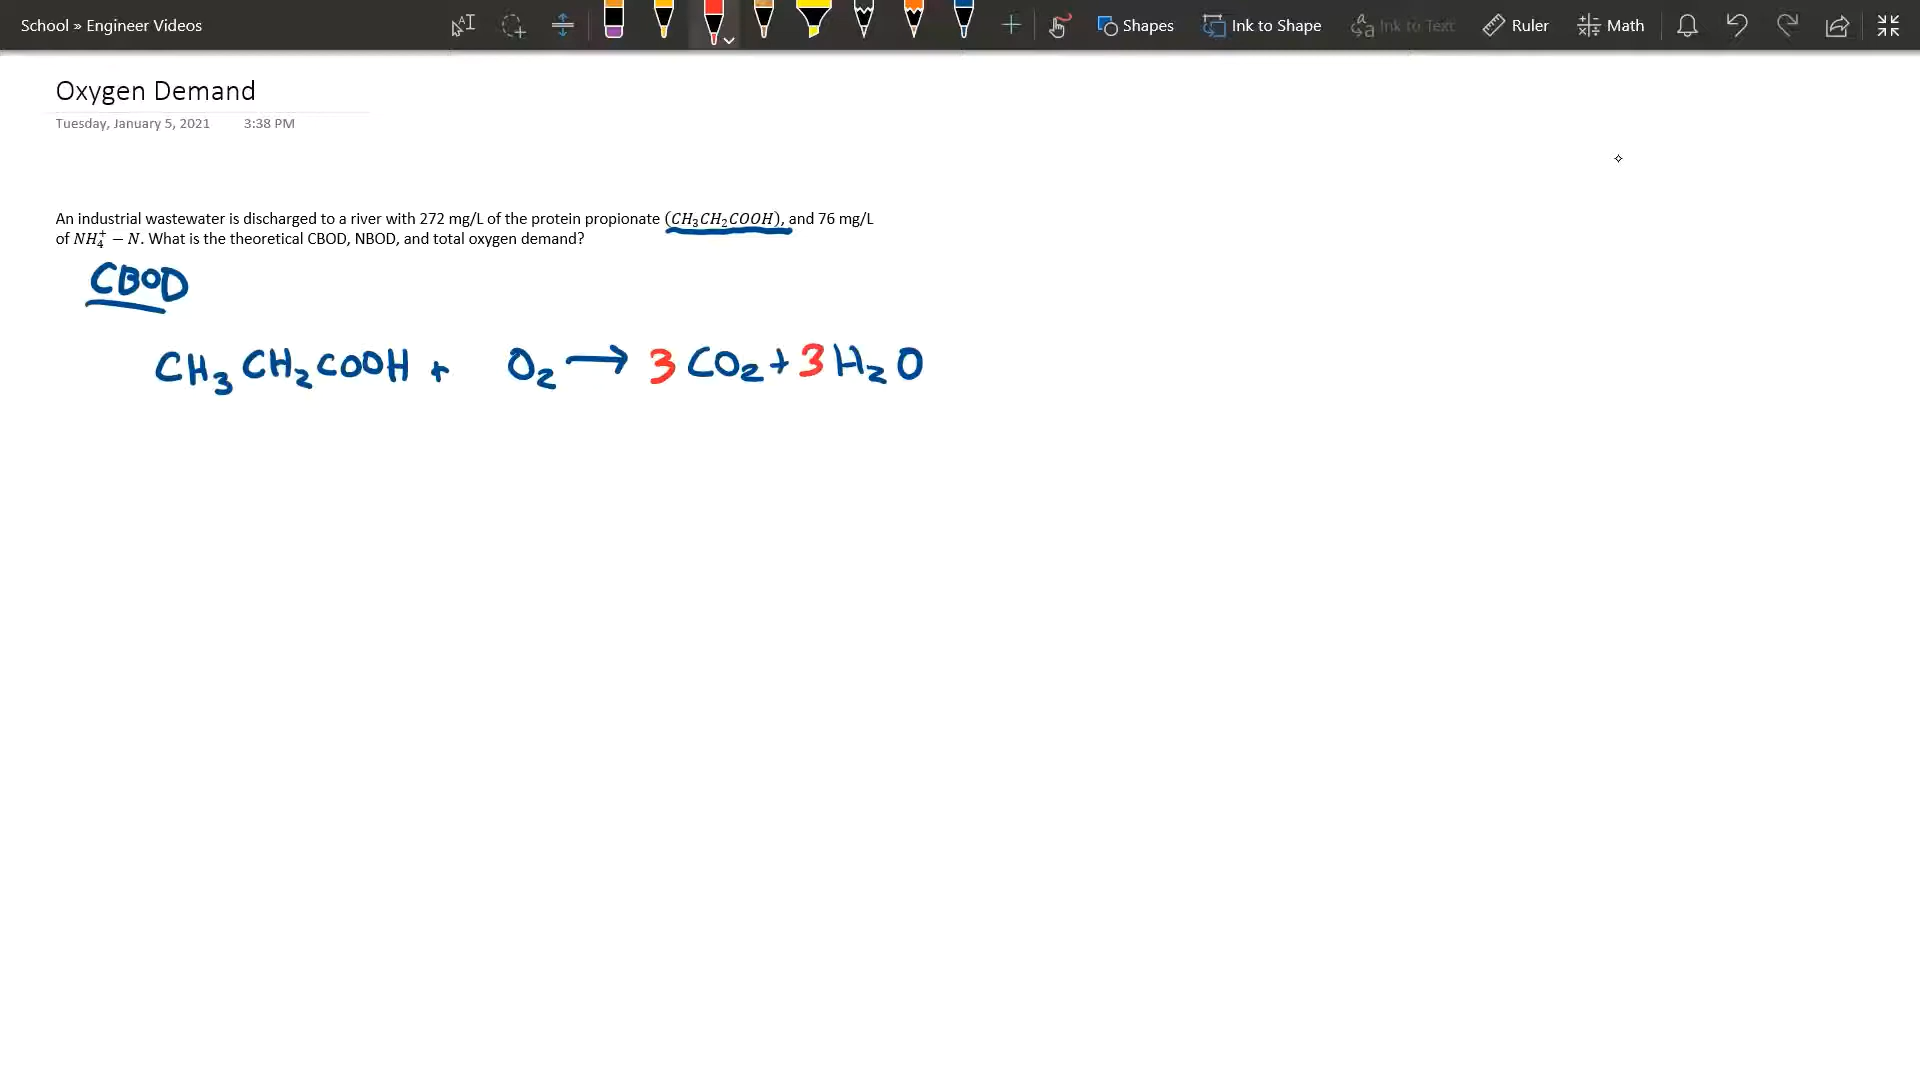 School » Engineer Videos
Shapes
Ink to Shape
Ink to Text
Ruler
Math
Oxygen Demand
Tuesday, January 5, 2021 3:38 PM
An industrial wastewater is discharged to a river with 272 mg/L of the protein propionate (CH₃CH₂COOH), and 76 mg/L
of NH₄⁺ − N. What is the theoretical CBOD, NBOD, and total oxygen demand?
CBOD
CH₃CH₂COOH + O₂ → 3 CO₂ + 3 H₂O